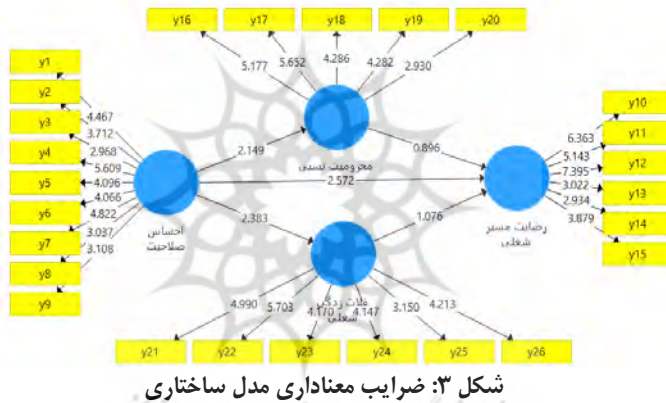 y16 y17 y18 y19 y20
5.177 5.652 4.286 4.282 2.930
y1
y2
y3
y4
y5
y6
y7
y8
y9
4.467
3.712
2.968
5.609
4.096
4.066
4.822
3.037
3.108
احساس
صلاحیت
2.149
محرومیت نسبی
0.896
2.572
2.383
1.076
فلات زدگی
شغلی
رضایت مسیر
شغلی
y10
y11
y12
y13
y14
y15
6.363
5.143
7.395
3.022
2.934
3.879
4.990 5.703 4.170 4.147 3.150 4.213
y21 y22 y23 y24 y25 y26
شکل ۳: ضرایب معناداری مدل ساختاری